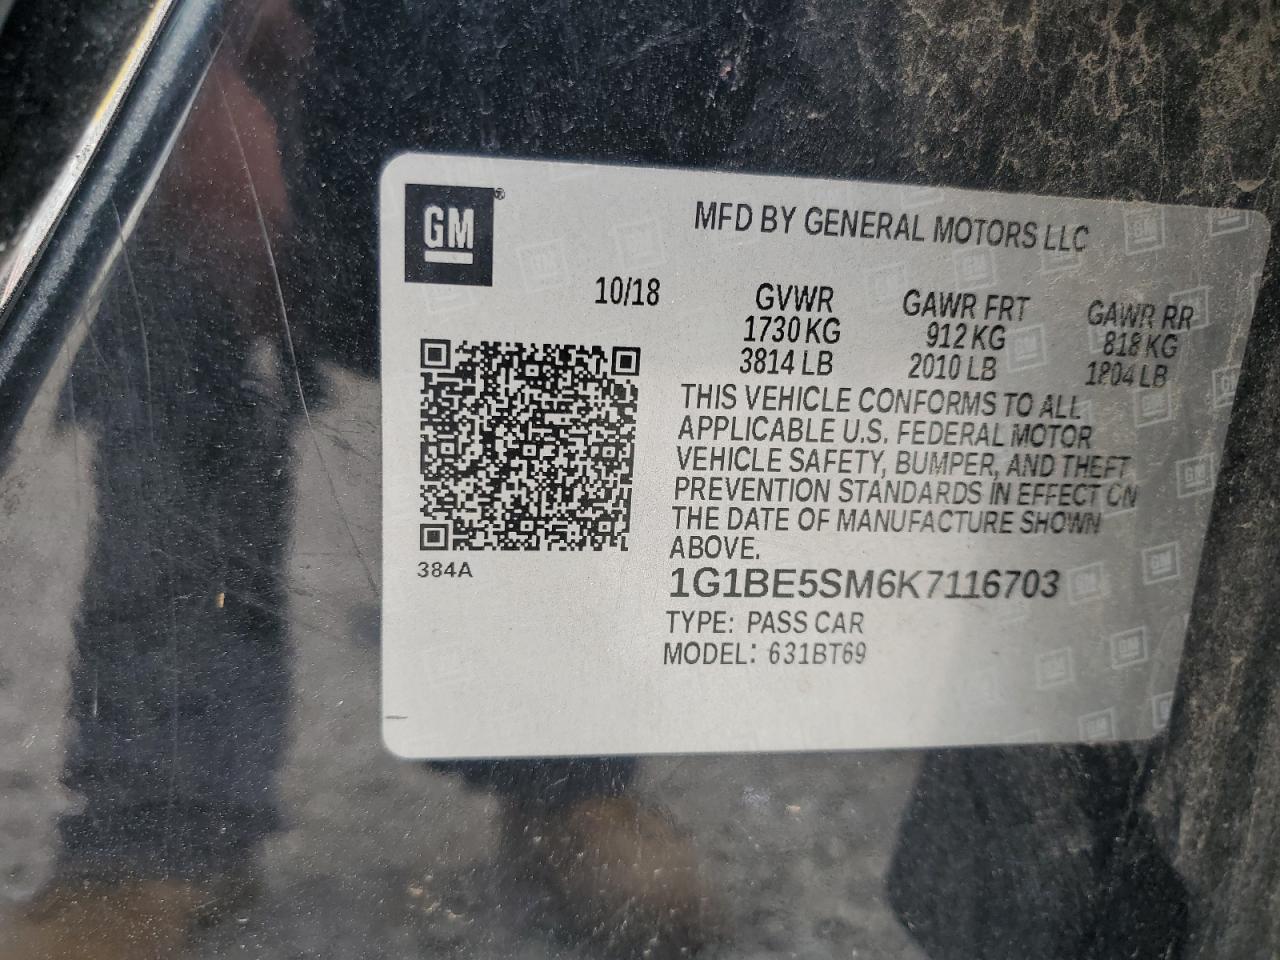 GM ®
MFD BY GENERAL MOTORS LLC
10/18 GVWR GAWR FRT GAWR RR
1730 KG 912 KG 818 KG
3814 LB 2010 LB 1804 LB
THIS VEHICLE CONFORMS TO ALL
APPLICABLE U.S. FEDERAL MOTOR
VEHICLE SAFETY, BUMPER, AND THEFT
PREVENTION STANDARDS IN EFFECT ON
THE DATE OF MANUFACTURE SHOWN
ABOVE.
384A
1G1BE5SM6K7116703
TYPE: PASS CAR
MODEL: 631BT69